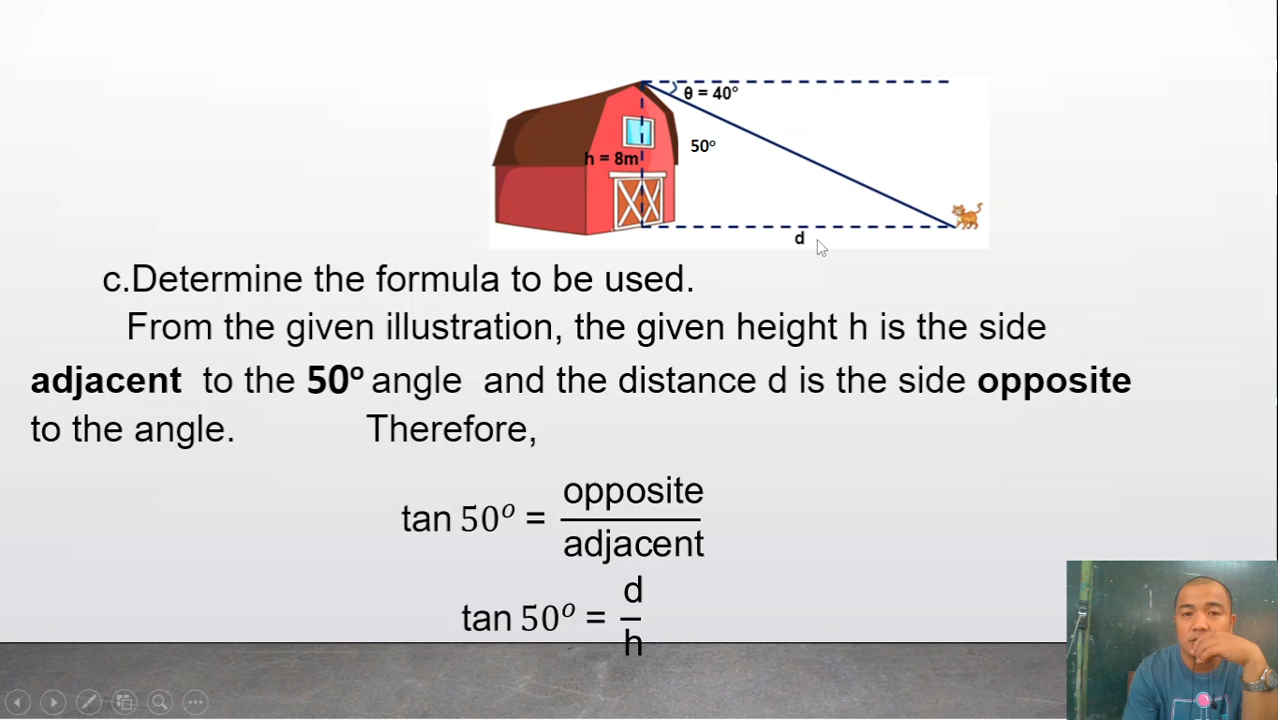 θ = 40°
50°
h = 8m
d
c.Determine the formula to be used.
From the given illustration, the given height h is the side
adjacent to the 50° angle and the distance d is the side opposite
to the angle. Therefore,
tan 50° = opposite / adjacent
tan 50° = d / h